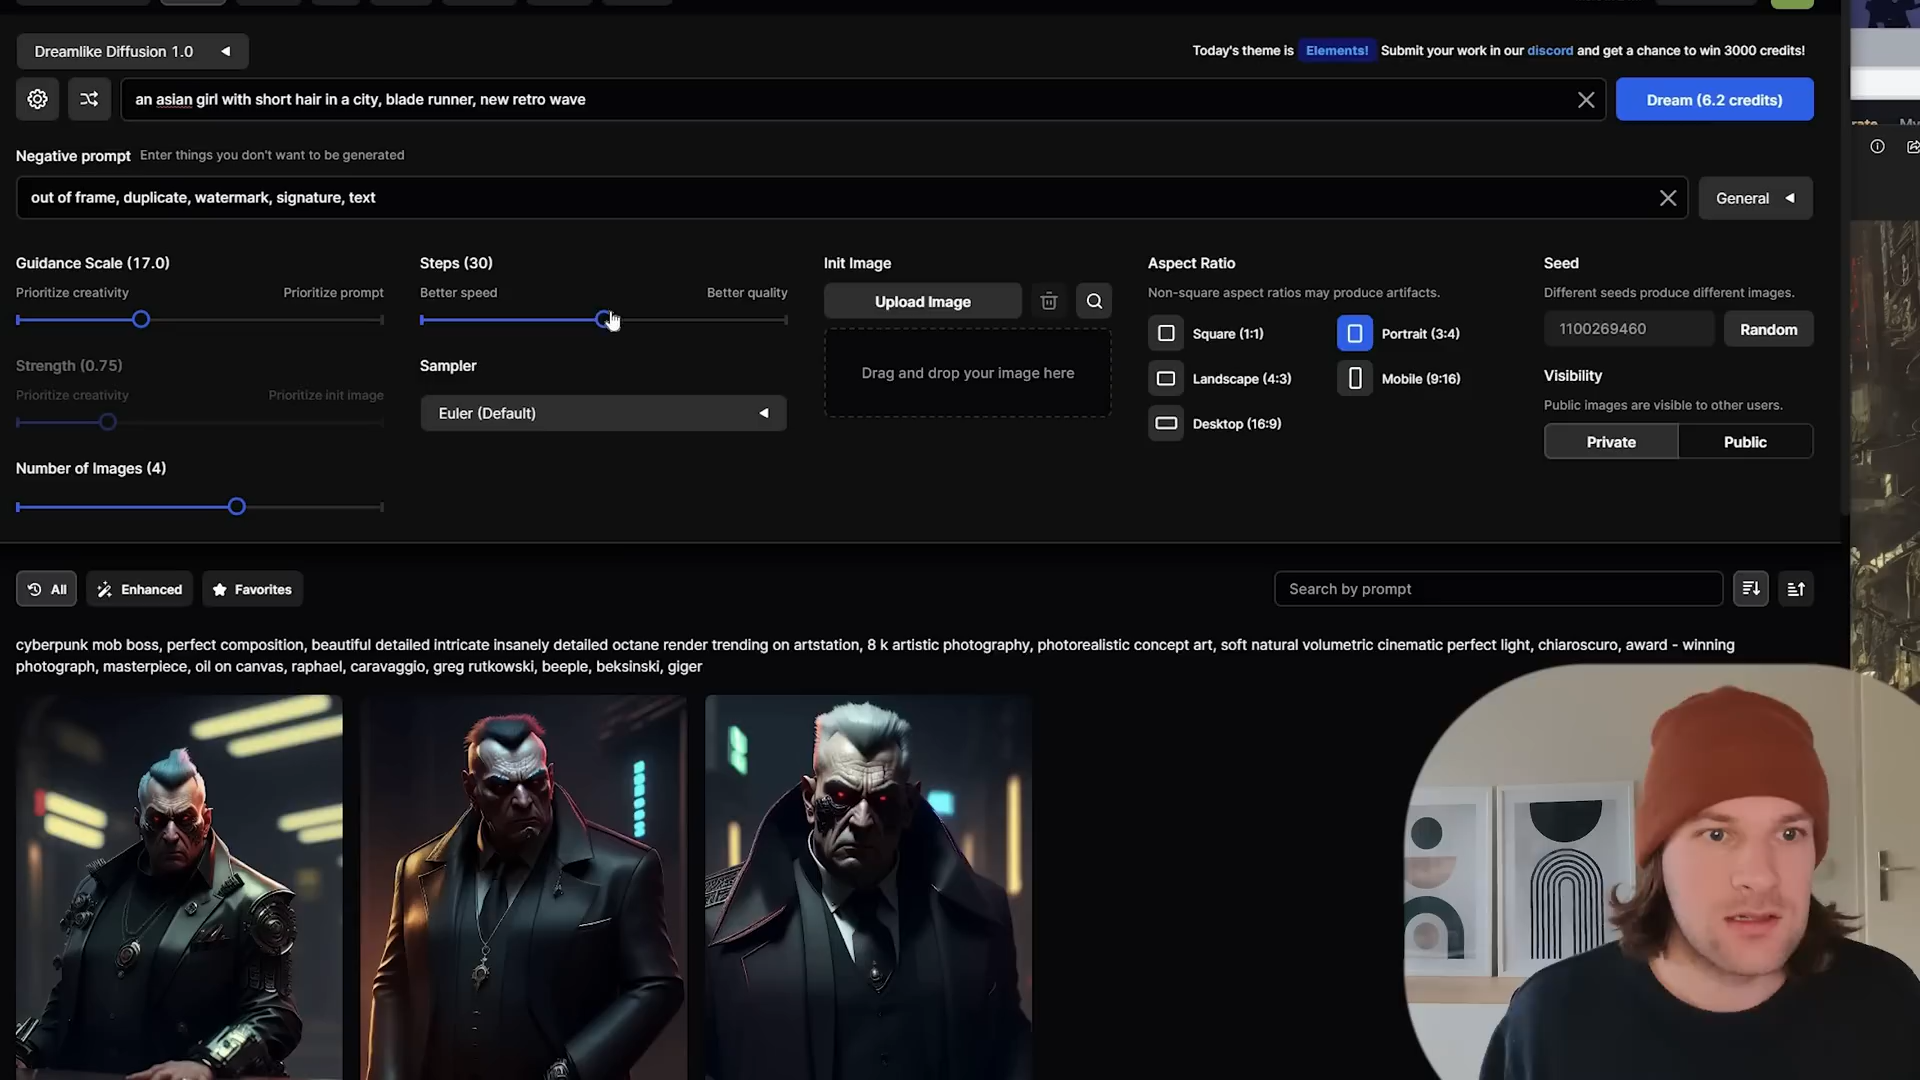 Dreamlike Diffusion 1.0
Today's theme is Elements! Submit your work in our discord and get a chance to win 3000 credits!
an asian girl with short hair in a city, blade runner, new retro wave
Dream (6.2 credits)
Negative prompt Enter things you don't want to be generated
out of frame, duplicate, watermark, signature, text
General
Guidance Scale (17.0)
Prioritize creativity
Prioritize prompt
Steps (30)
Better speed
Better quality
Init Image
Upload Image
Drag and drop your image here
Aspect Ratio
Non-square aspect ratios may produce artifacts.
Square (1:1)
Portrait (3:4)
Landscape (4:3)
Mobile (9:16)
Desktop (16:9)
Seed
Different seeds produce different images.
1100269460
Random
Strength (0.75)
Prioritize creativity
Prioritize init image
Sampler
Euler (Default)
Visibility
Public images are visible to other users.
Private
Public
Number of Images (4)
All
Enhanced
Favorites
Search by prompt
cyberpunk mob boss, perfect composition, beautiful detailed intricate insanely detailed octane render trending on artstation, 8 k artistic photography, photorealistic concept art, soft natural volumetric cinematic perfect light, chiaroscuro, award - winning
photograph, masterpiece, oil on canvas, raphael, caravaggio, greg rutkowski, beeple, beksinski, giger